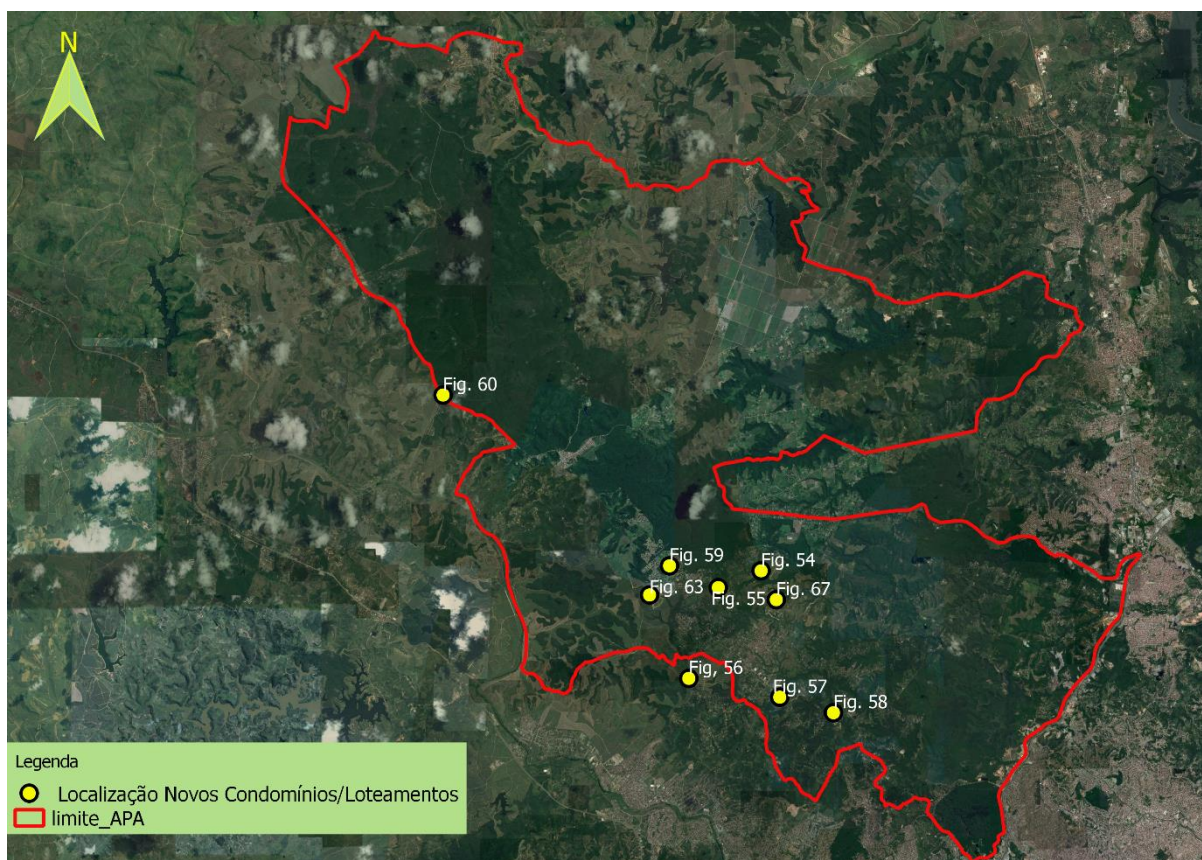 N
Fig. 60
Fig. 59
Fig. 54
Fig. 63
Fig. 55
Fig. 67
Fig, 56
Fig. 57
Fig. 58
Legenda
Localização Novos Condomínios/Loteamentos
limite_APA